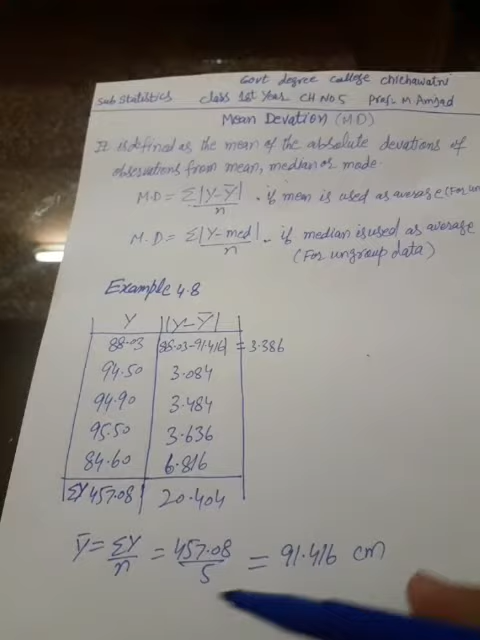 Govt degree college chichawatni
Sub Statistics class 1st Year CH NO 5 Prof M Amjad
Mean Devation (MD)
It is defined as the mean of the absolute devations of
observations from mean, median or mode.
M.D = Σ|Y-Ȳ|/n . if mean is used as average (For un
M.D = Σ|Y-med|/n .. if median is used as average
(For ungroup data)
Example 4.8
Y |Y-Ȳ|
88.03 |88.03-91.416| = 3.386
94.50 3.084
94.90 3.484
95.50 3.636
84.60 6.816
ΣY 457.08 20.404
Ȳ = ΣY/n = 457.08/5 = 91.416 cm